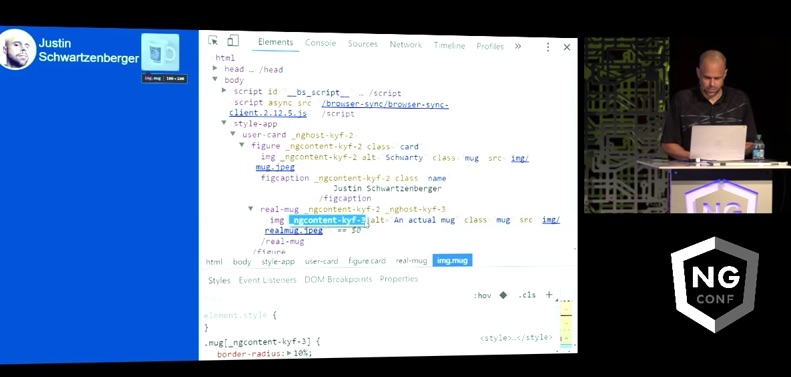 Justin
Schwartzenberger
Elements Console Sources Network Timeline Profiles »
html
head … /head
body
script id __bs_script__ … /script
script async src /browser-sync/browser-sync-
client.2.12.5.js /script
style-app
user-card _nghost-kyf-2
figure _ngcontent-kyf-2 class card
img _ngcontent-kyf-2 alt Schwarty class mug src img/
mug.jpeg
figcaption _ngcontent-kyf-2 class name
Justin Schwartzenberger
/figcaption
real-mug _ngcontent-kyf-2 _nghost-kyf-3
img _ngcontent-kyf-3 alt An actual mug class mug src img/
realmug.jpeg == $0
/real-mug
/figure
html body style-app user-card figure.card real-mug img.mug
Styles Event Listeners DOM Breakpoints Properties
:hov .cls +
element.style {
}
.mug[_ngcontent-kyf-3] { <style>…</style>
border-radius: 10%;
NG
CONF